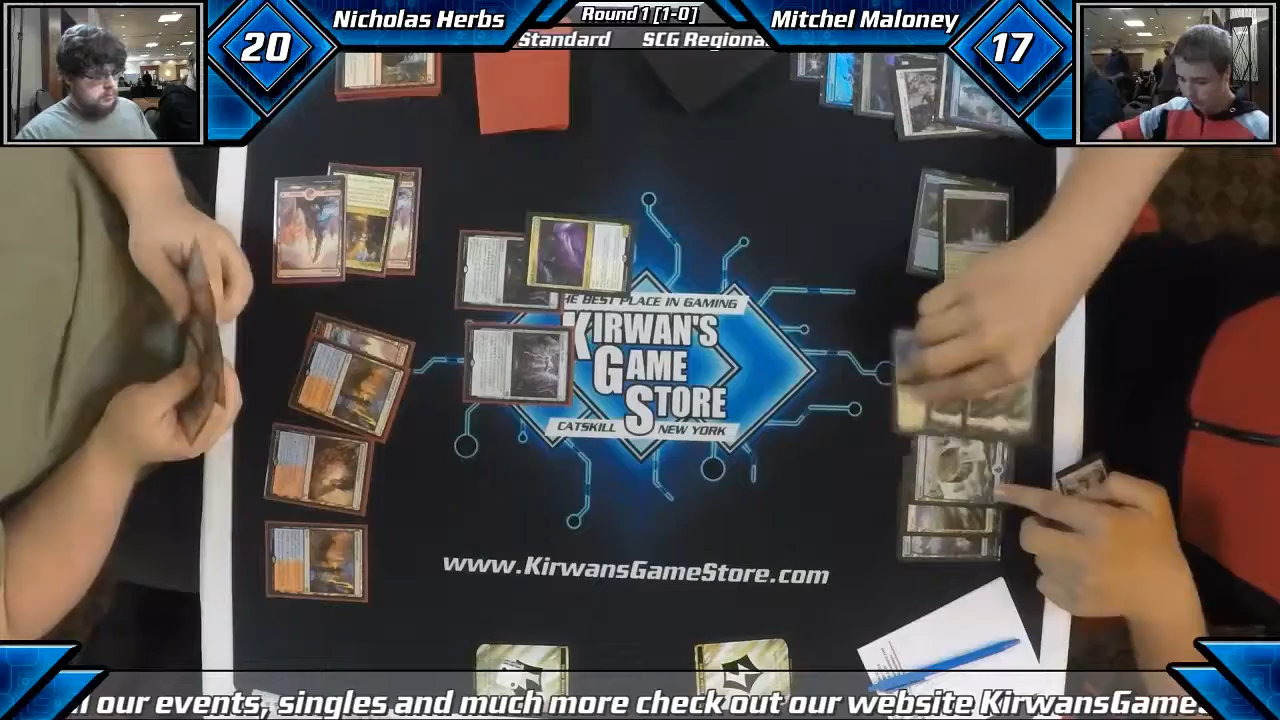 Nicholas Herbs
Round 1 [1-0]
Mitchel Maloney
20
Standard
SCG Regiona
17
THE BEST PLACE IN GAMING
KIRWAN'S
GAME
STORE
CATSKILL
NEW YORK
www.KirwansGameStore.com
our events, singles and much more check out our website KirwansGame